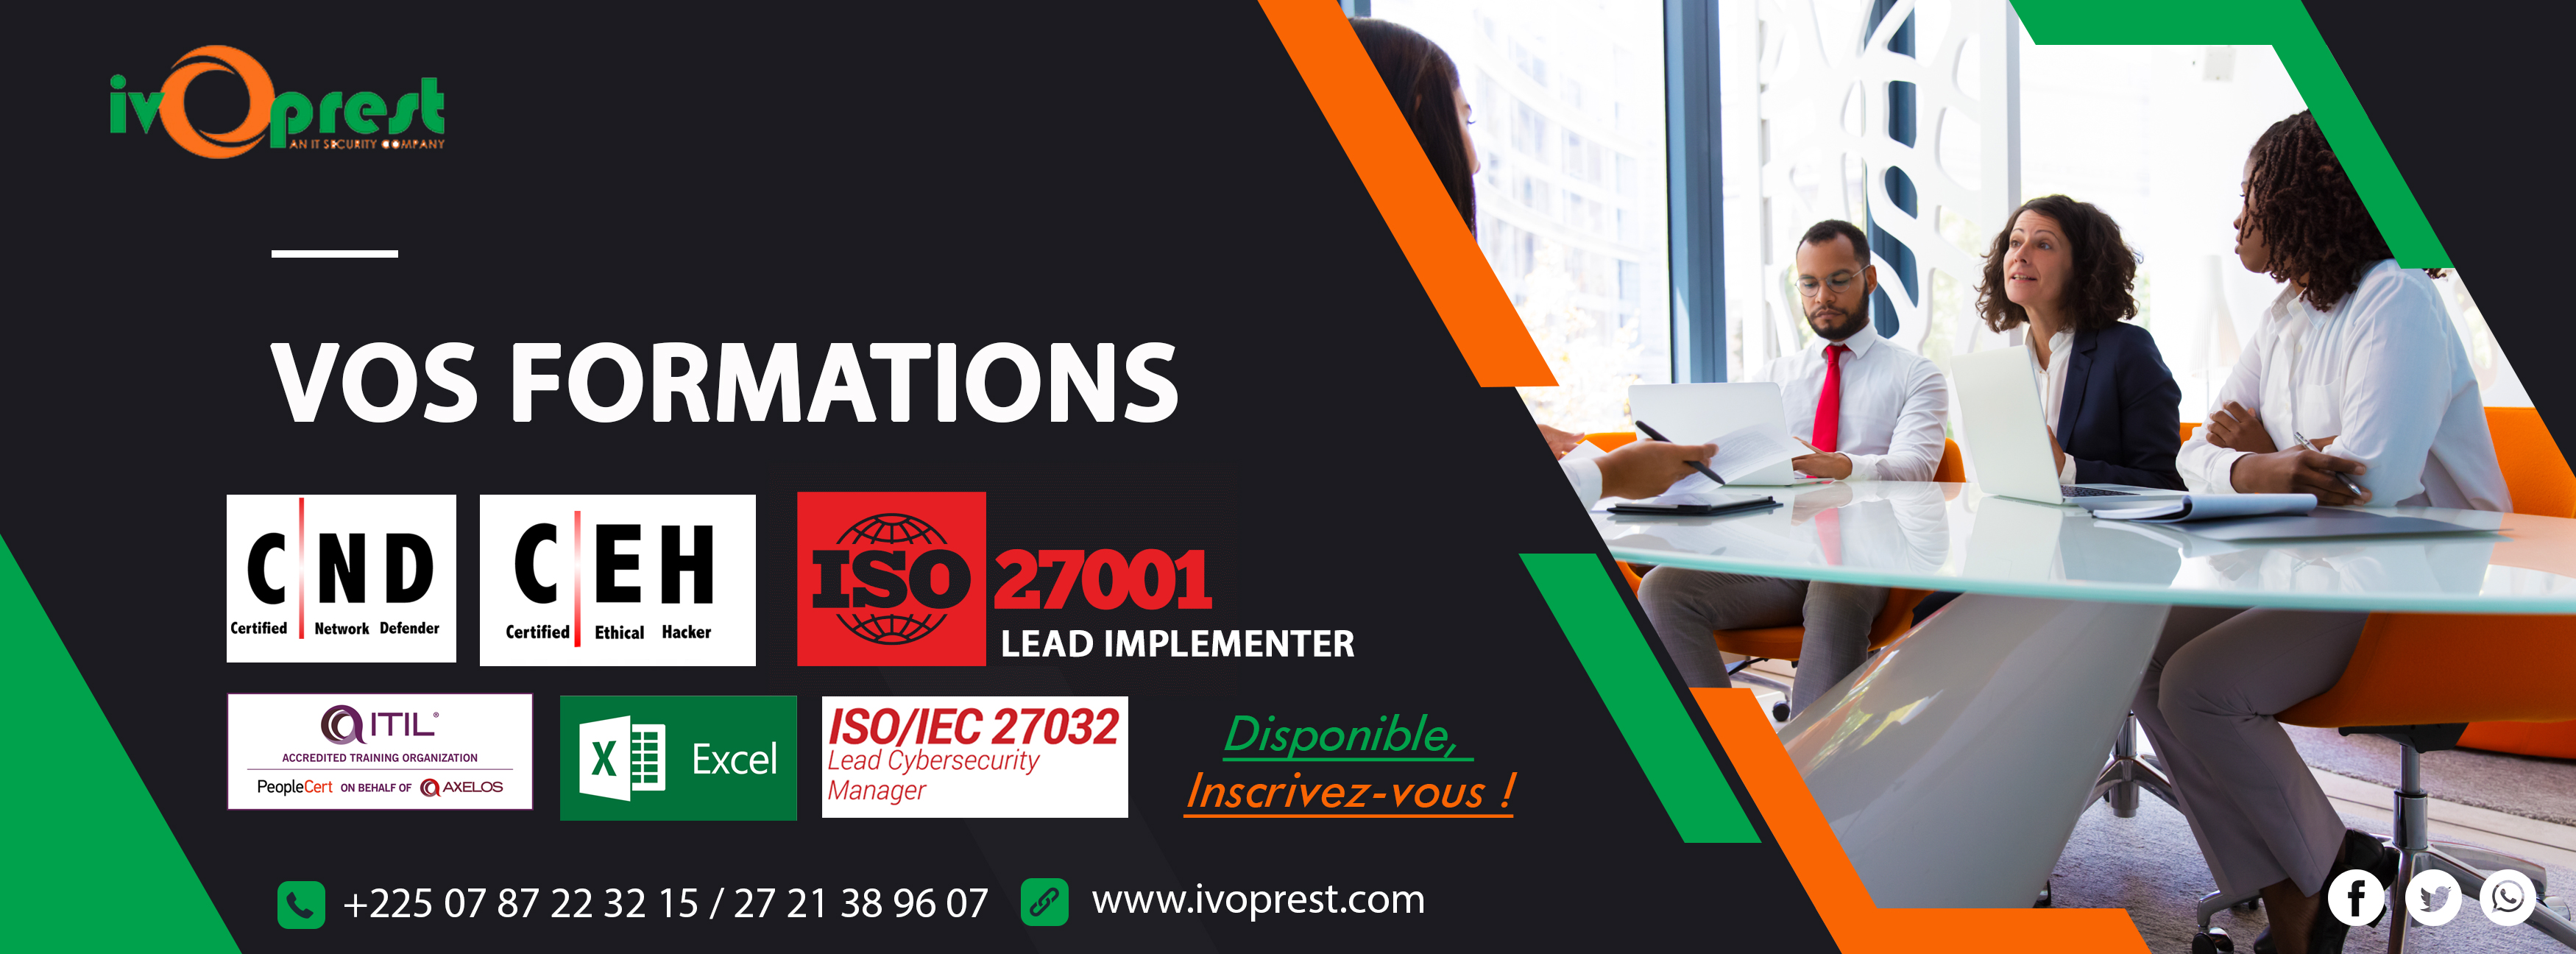 ivoprest
AN IT SECURITY COMPANY
VOS FORMATIONS
C ND
Certified Network Defender
C EH
Certified Ethical Hacker
ISO 27001
LEAD IMPLEMENTER
ITIL®
ACCREDITED TRAINING ORGANIZATION
PeopleCert ON BEHALF OF AXELOS
X Excel
ISO/IEC 27032
Lead Cybersecurity
Manager
Disponible,
Inscrivez-vous !
+225 07 87 22 32 15 / 27 21 38 96 07
www.ivoprest.com